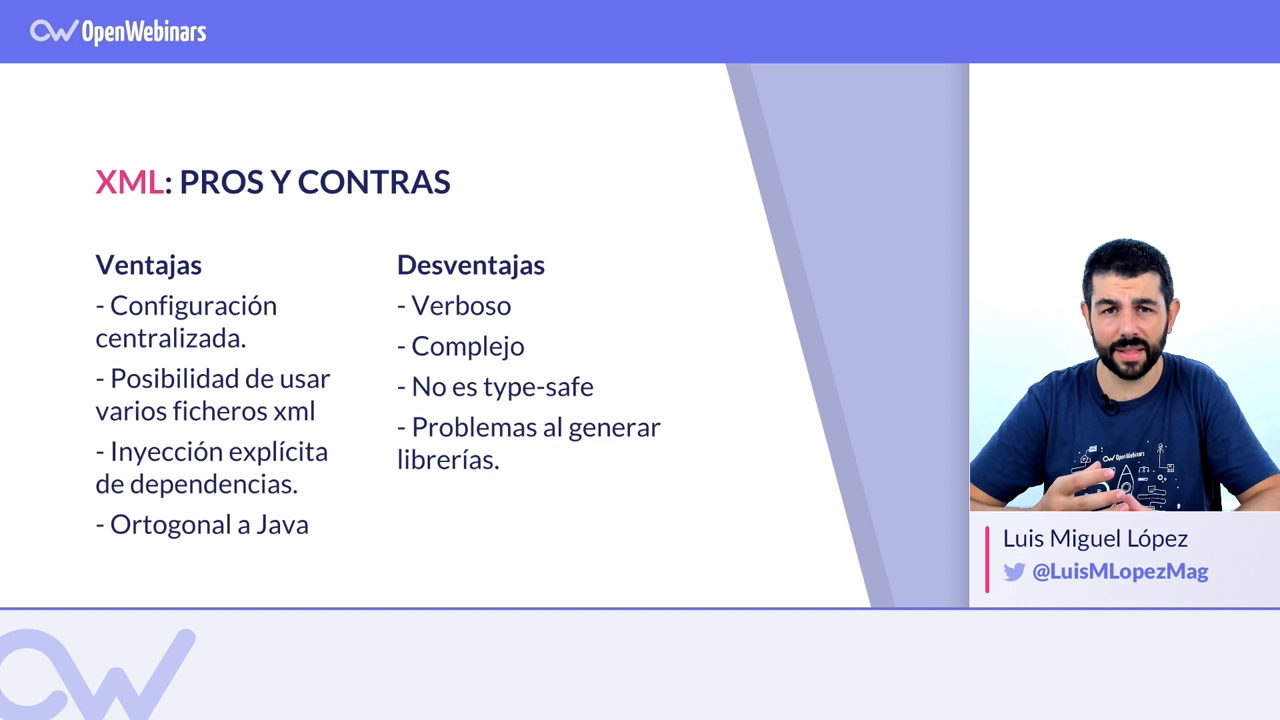 OpenWebinars
XML: PROS Y CONTRAS
Ventajas
- Configuración
centralizada.
- Posibilidad de usar
varios ficheros xml
- Inyección explícita
de dependencias.
- Ortogonal a Java
Desventajas
- Verboso
- Complejo
- No es type-safe
- Problemas al generar
librerías.
OpenWebinars
Luis Miguel López
@LuisMLopezMag